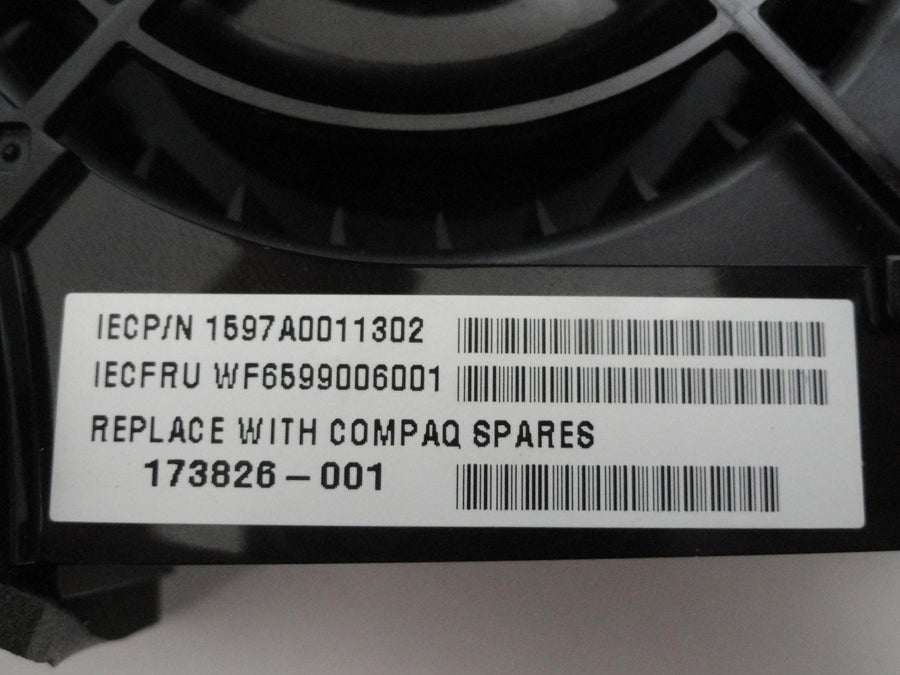 IECP/N 1597A0011302
IECFRU WF6599006001
REPLACE WITH COMPAQ SPARES
173826-001